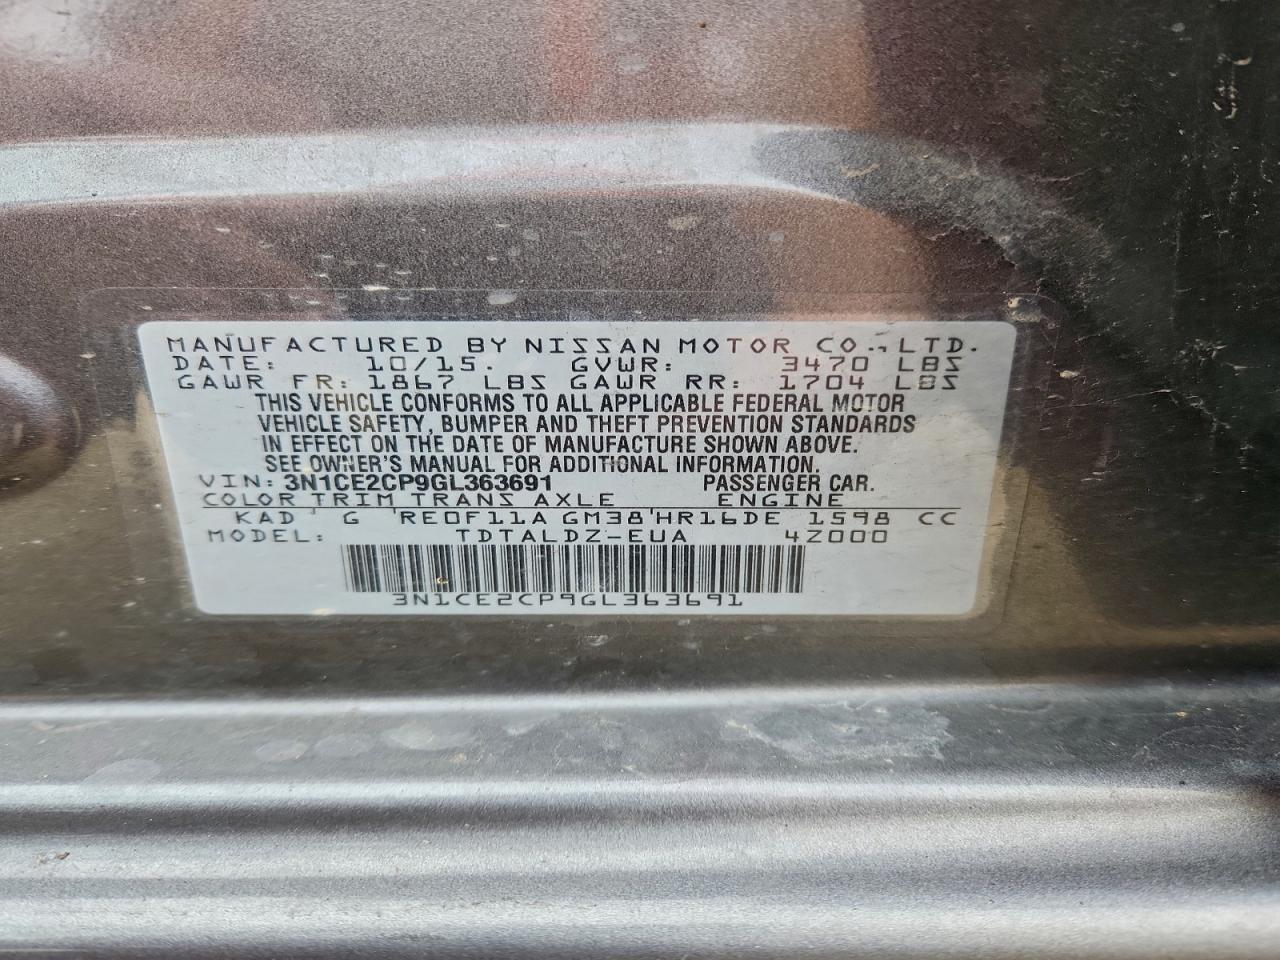 MANUFACTURED BY NISSAN MOTOR CO., LTD.
DATE: 10/15. GVWR: 3470 LBS
GAWR FR: 1867 LBS GAWR RR: 1704 LBS
THIS VEHICLE CONFORMS TO ALL APPLICABLE FEDERAL MOTOR
VEHICLE SAFETY, BUMPER AND THEFT PREVENTION STANDARDS
IN EFFECT ON THE DATE OF MANUFACTURE SHOWN ABOVE.
SEE OWNER'S MANUAL FOR ADDITIONAL INFORMATION.
VIN: 3N1CE2CP9GL363691 PASSENGER CAR.
COLOR TRIM TRANS AXLE ENGINE
KAD ' G 'RE0F11A GM38'HR16DE 1598 CC
MODEL: TDTALDZ-EUA 4Z000
3N1CE2CP9GL363691